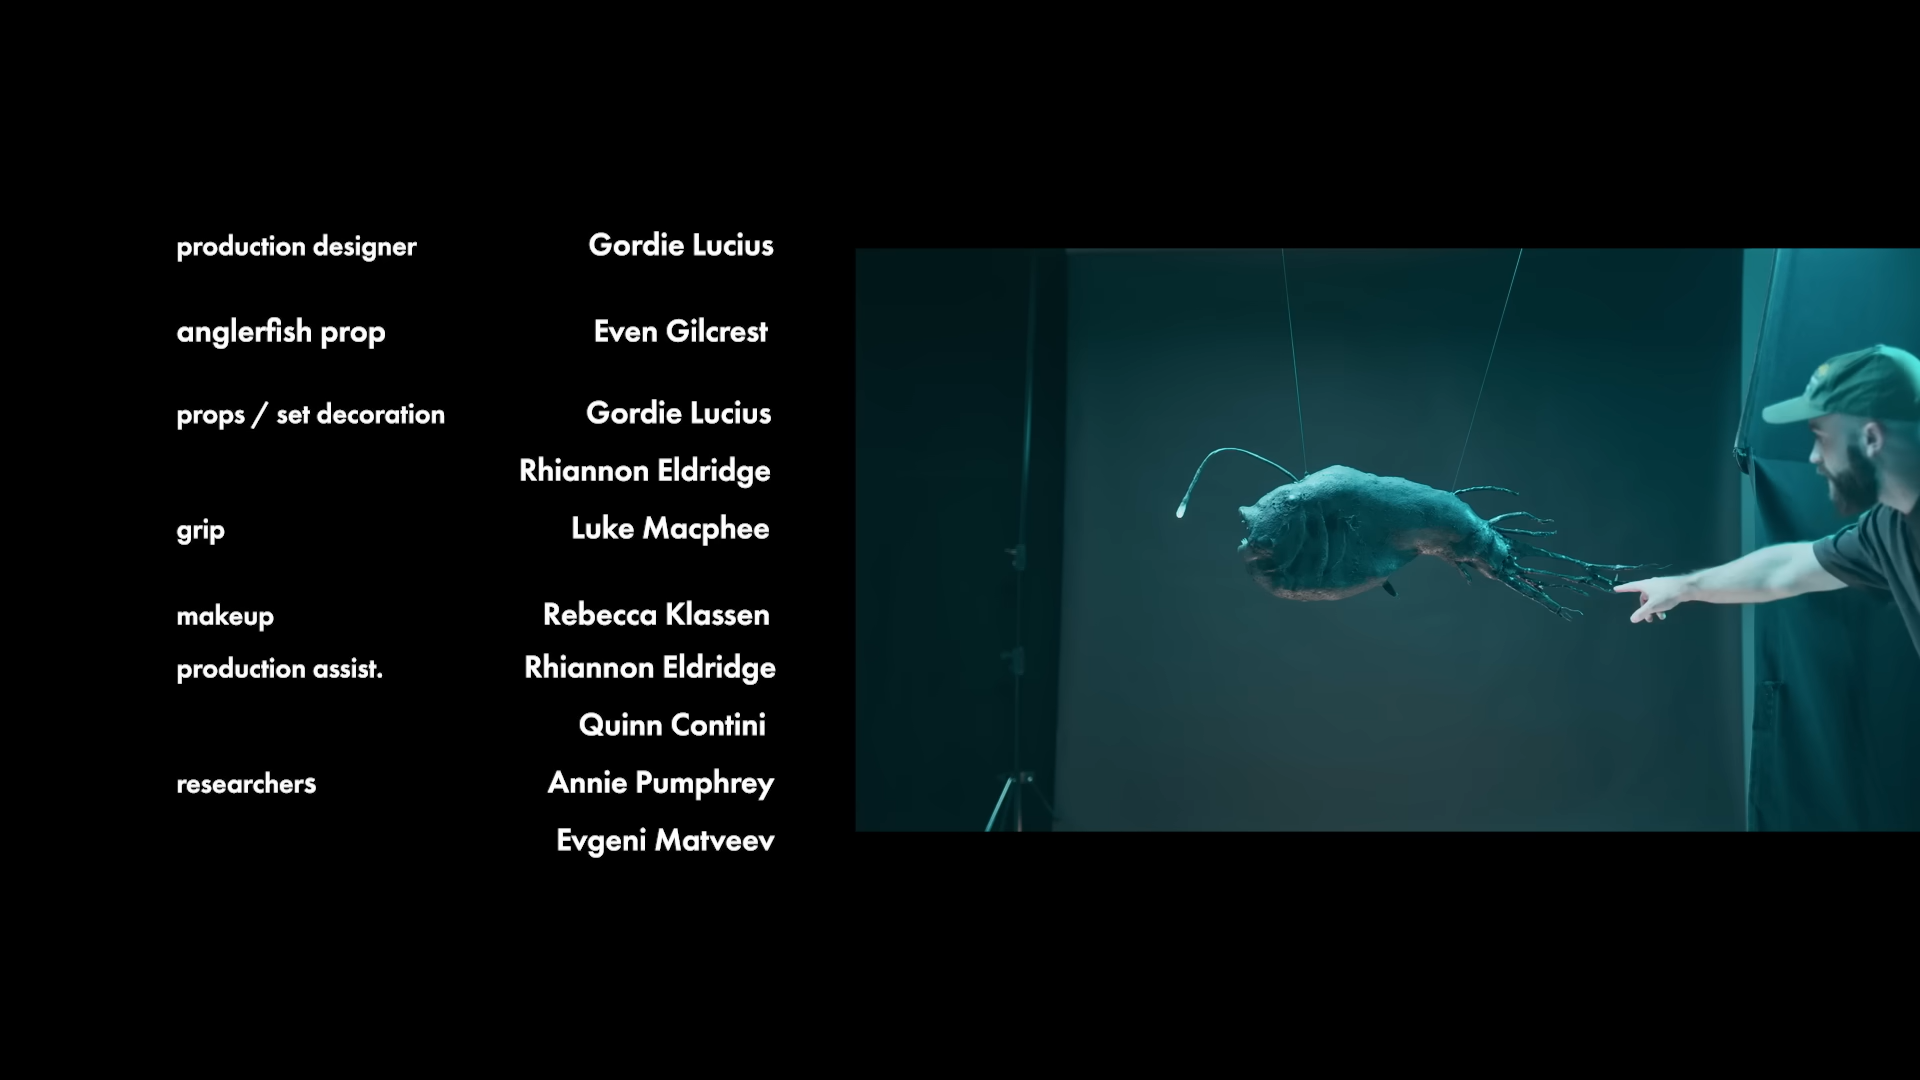 production designer Gordie Lucius
anglerfish prop Even Gilcrest
props / set decoration Gordie Lucius
Rhiannon Eldridge
grip Luke Macphee
makeup Rebecca Klassen
production assist. Rhiannon Eldridge
Quinn Contini
researchers Annie Pumphrey
Evgeni Matveev